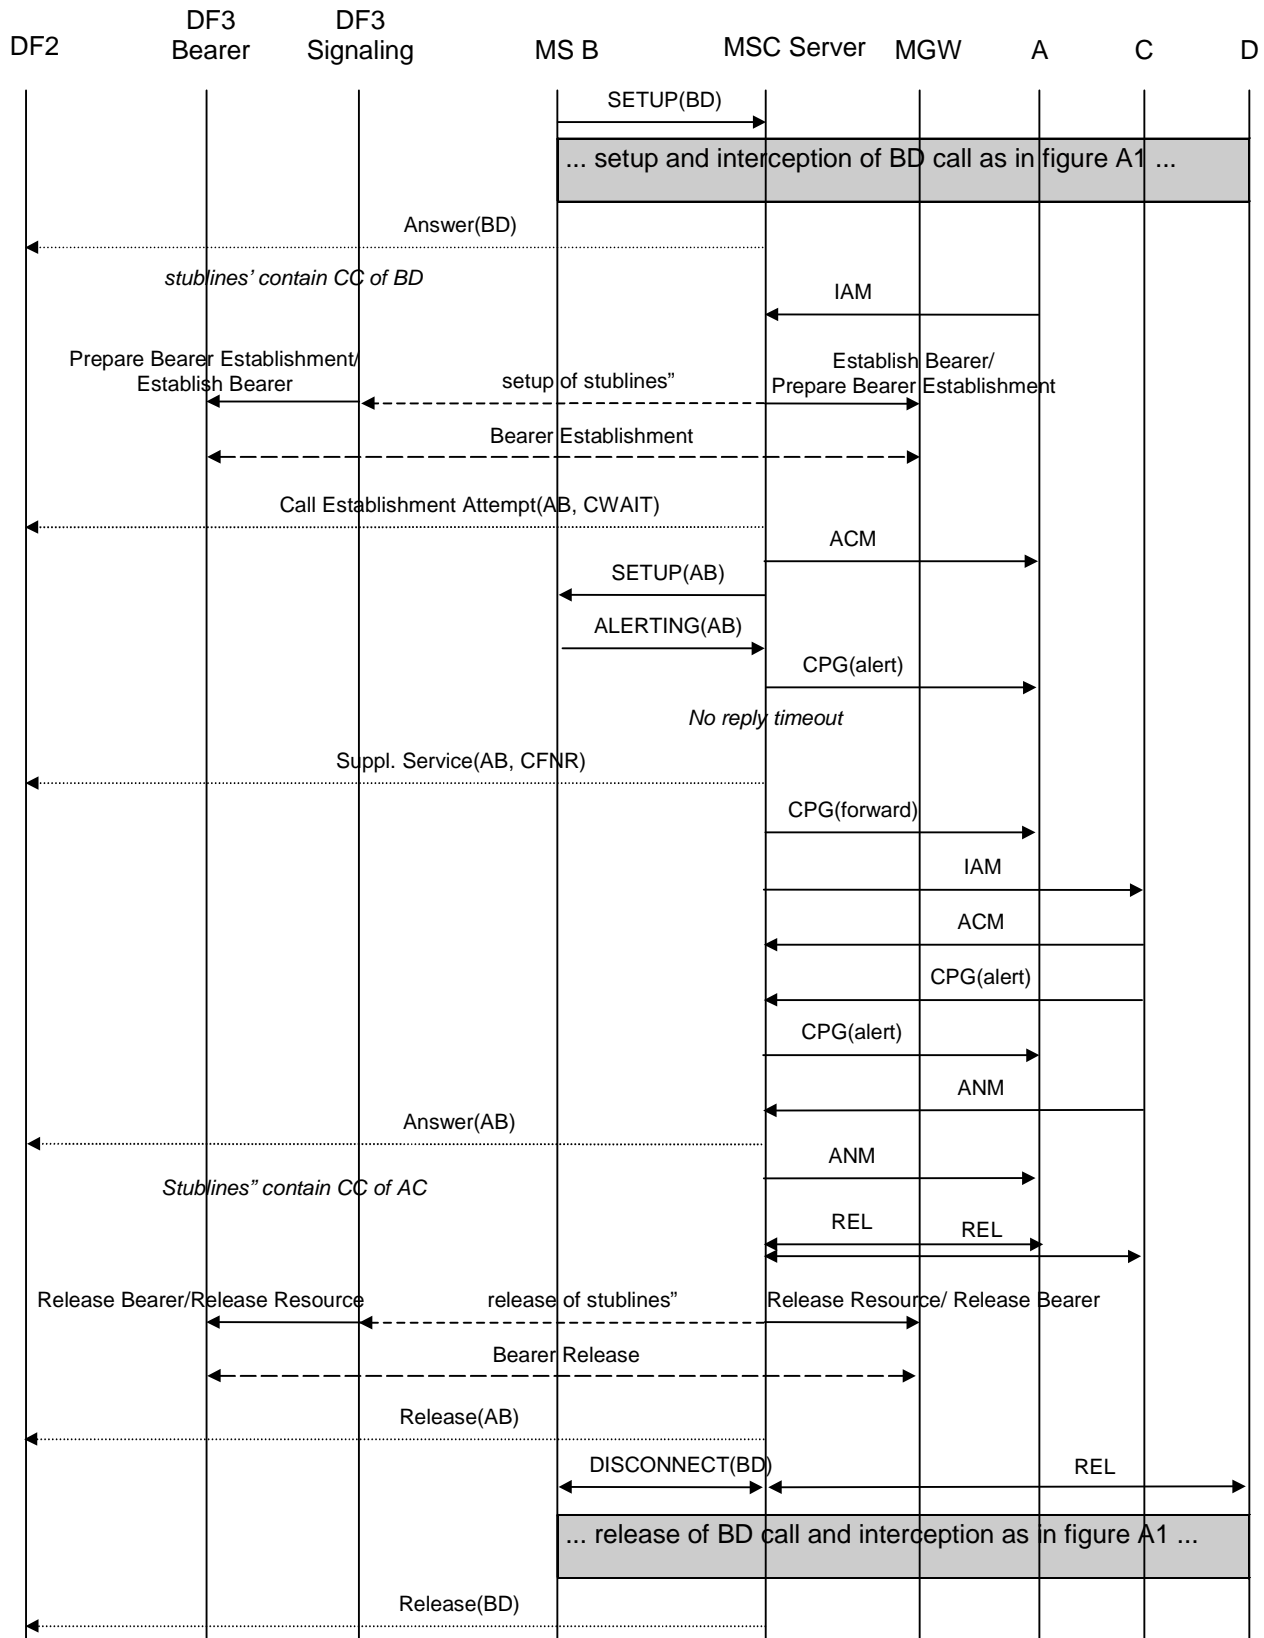 DF2
DF3
Bearer
DF3
Signaling
MS B
MSC Server
MGW
A
C
D
SETUP(BD)
... setup and interception of BD call as in figure A1 ...
Answer(BD)
stublines’ contain CC of BD
IAM
Prepare Bearer Establishment/
Establish Bearer
setup of stublines”
Establish Bearer/
Prepare Bearer Establishment
Bearer Establishment
Call Establishment Attempt(AB, CWAIT)
ACM
SETUP(AB)
ALERTING(AB)
CPG(alert)
No reply timeout
Suppl. Service(AB, CFNR)
CPG(forward)
IAM
ACM
CPG(alert)
CPG(alert)
ANM
Answer(AB)
ANM
Stublines” contain CC of AC
REL
REL
Release Bearer/Release Resource
release of stublines”
Release Resource/ Release Bearer
Bearer Release
Release(AB)
DISCONNECT(BD)
REL
... release of BD call and interception as in figure A1 ...
Release(BD)